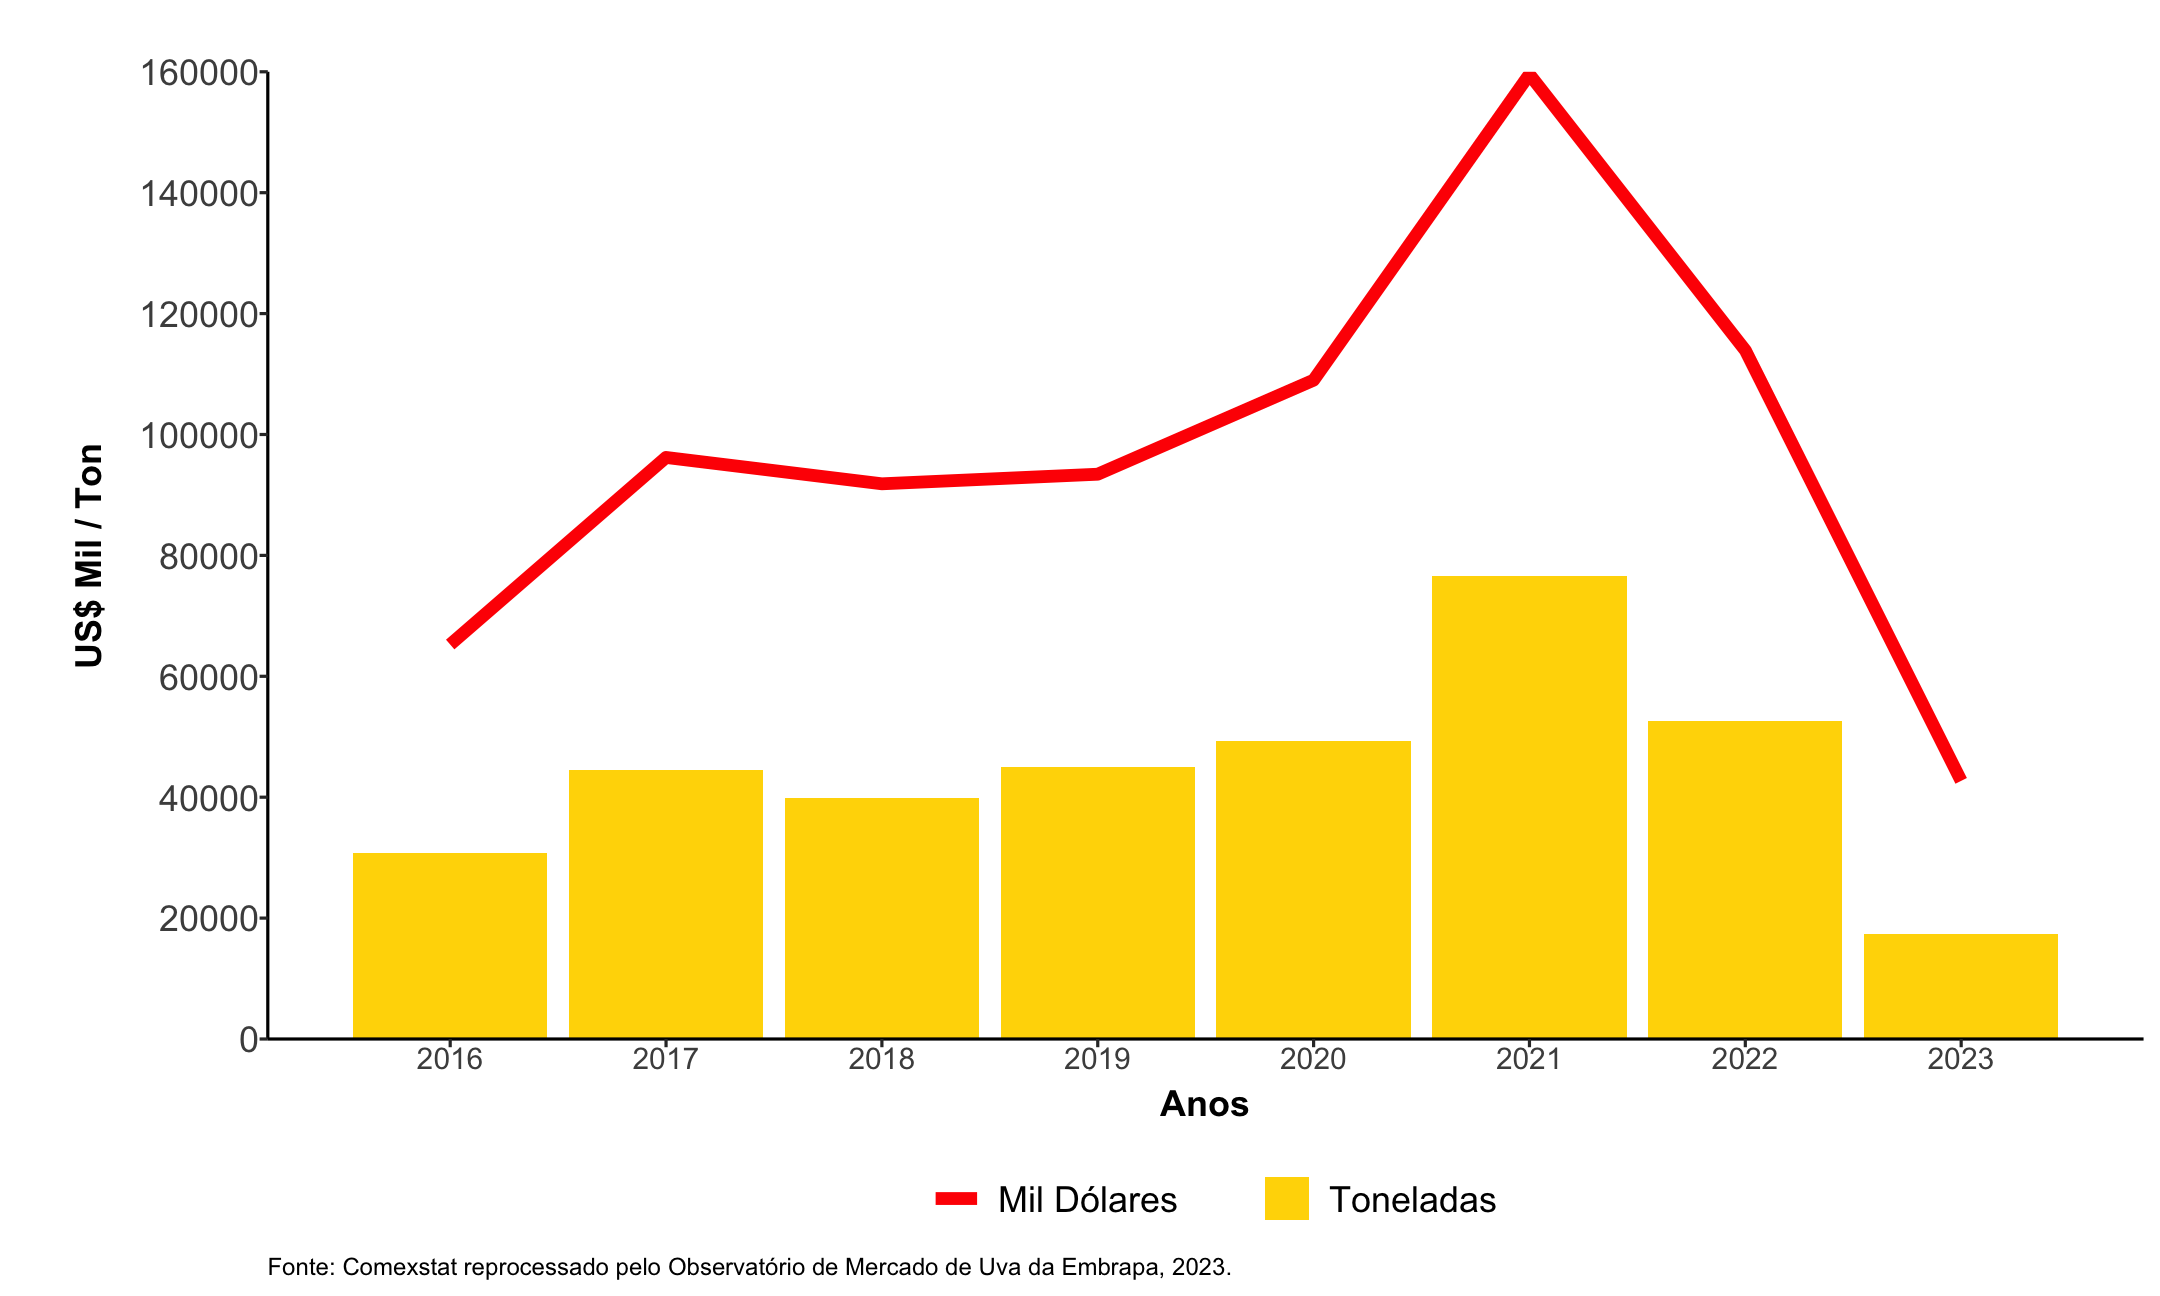 160000
140000
120000
100000
80000
60000
40000
20000
0
US$ Mil / Ton
2016 2017 2018 2019 2020 2021 2022 2023
Anos
Mil Dólares Toneladas
Fonte: Comexstat reprocessado pelo Observatório de Mercado de Uva da Embrapa, 2023.